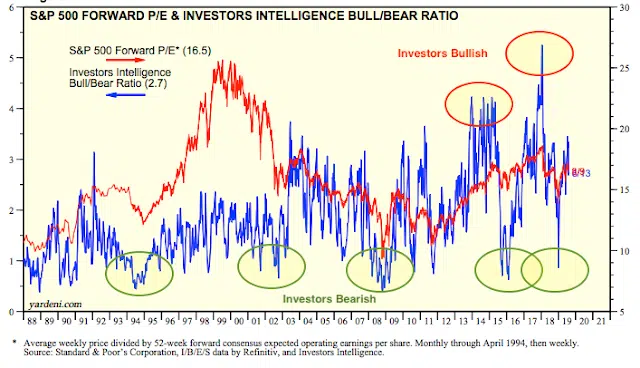 S&P 500 FORWARD P/E & INVESTORS INTELLIGENCE BULL/BEAR RATIO
6 30
S&P 500 Forward P/E* (16.5)
Investors Intelligence
Bull/Bear Ratio (2.7)
Investors Bullish
5 25
4 20
3
8/9
8/13
15
2
1 10
Investors Bearish
yardeni.com
0 5
88 89 90 91 92 93 94 95 96 97 98 99 00 01 02 03 04 05 06 07 08 09 10 11 12 13 14 15 16 17 18 19 20 21
* Average weekly price divided by 52-week forward consensus expected operating earnings per share. Monthly through April 1994, then weekly.
Source: Standard & Poor's Corporation, I/B/E/S data by Refinitiv, and Investors Intelligence.